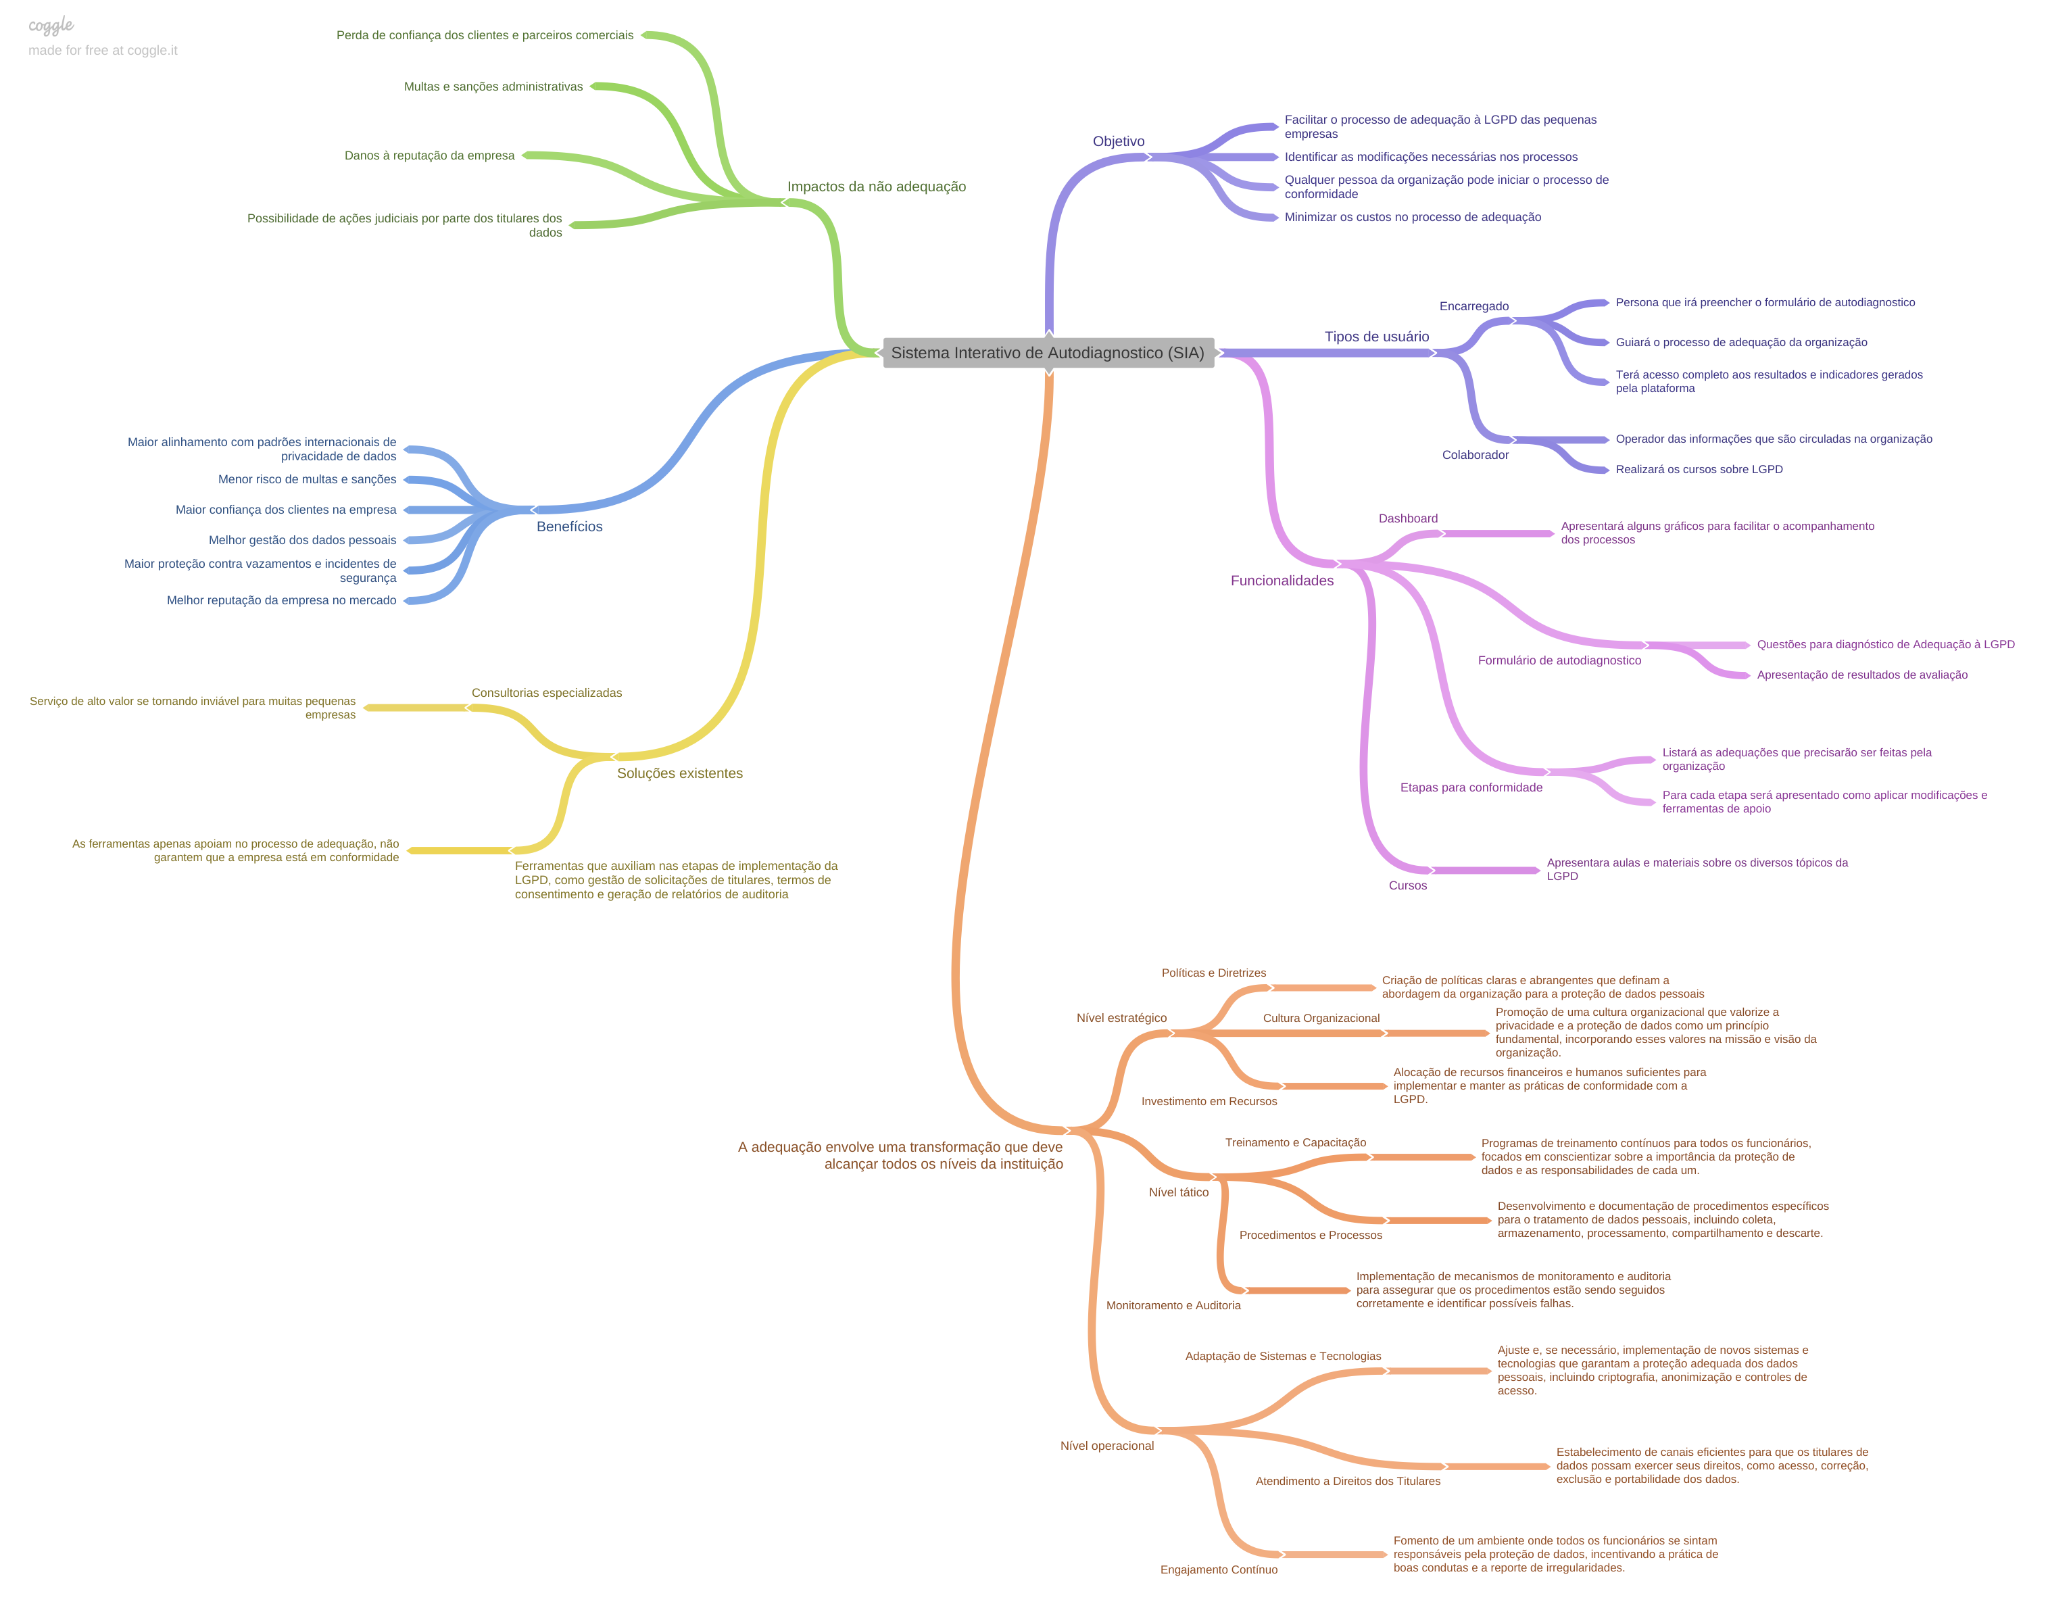 coggle
made for free at coggle.it
Perda de confiança dos clientes e parceiros comerciais
Multas e sanções administrativas
Danos à reputação da empresa
Possibilidade de ações judiciais por parte dos titulares dos
dados
Impactos da não adequação
Objetivo
Facilitar o processo de adequação à LGPD das pequenas
empresas
Identificar as modificações necessárias nos processos
Qualquer pessoa da organização pode iniciar o processo de
conformidade
Minimizar os custos no processo de adequação
Sistema Interativo de Autodiagnostico (SIA)
Tipos de usuário
Encarregado
Persona que irá preencher o formulário de autodiagnostico
Guiará o processo de adequação da organização
Terá acesso completo aos resultados e indicadores gerados
pela plataforma
Colaborador
Operador das informações que são circuladas na organização
Realizará os cursos sobre LGPD
Maior alinhamento com padrões internacionais de
privacidade de dados
Menor risco de multas e sanções
Maior confiança dos clientes na empresa
Melhor gestão dos dados pessoais
Maior proteção contra vazamentos e incidentes de
segurança
Melhor reputação da empresa no mercado
Benefícios
Funcionalidades
Dashboard
Apresentará alguns gráficos para facilitar o acompanhamento
dos processos
Formulário de autodiagnostico
Questões para diagnóstico de Adequação à LGPD
Apresentação de resultados de avaliação
Etapas para conformidade
Listará as adequações que precisarão ser feitas pela
organização
Para cada etapa será apresentado como aplicar modificações e
ferramentas de apoio
Cursos
Apresentara aulas e materiais sobre os diversos tópicos da
LGPD
Soluções existentes
Consultorias especializadas
Serviço de alto valor se tornando inviável para muitas pequenas
empresas
Ferramentas que auxiliam nas etapas de implementação da
LGPD, como gestão de solicitações de titulares, termos de
consentimento e geração de relatórios de auditoria
As ferramentas apenas apoiam no processo de adequação, não
garantem que a empresa está em conformidade
A adequação envolve uma transformação que deve
alcançar todos os níveis da instituição
Nível estratégico
Políticas e Diretrizes
Criação de políticas claras e abrangentes que definam a
abordagem da organização para a proteção de dados pessoais
Cultura Organizacional
Promoção de uma cultura organizacional que valorize a
privacidade e a proteção de dados como um princípio
fundamental, incorporando esses valores na missão e visão da
organização.
Investimento em Recursos
Alocação de recursos financeiros e humanos suficientes para
implementar e manter as práticas de conformidade com a
LGPD.
Nível tático
Treinamento e Capacitação
Programas de treinamento contínuos para todos os funcionários,
focados em conscientizar sobre a importância da proteção de
dados e as responsabilidades de cada um.
Procedimentos e Processos
Desenvolvimento e documentação de procedimentos específicos
para o tratamento de dados pessoais, incluindo coleta,
armazenamento, processamento, compartilhamento e descarte.
Monitoramento e Auditoria
Implementação de mecanismos de monitoramento e auditoria
para assegurar que os procedimentos estão sendo seguidos
corretamente e identificar possíveis falhas.
Nível operacional
Adaptação de Sistemas e Tecnologias
Ajuste e, se necessário, implementação de novos sistemas e
tecnologias que garantam a proteção adequada dos dados
pessoais, incluindo criptografia, anonimização e controles de
acesso.
Atendimento a Direitos dos Titulares
Estabelecimento de canais eficientes para que os titulares de
dados possam exercer seus direitos, como acesso, correção,
exclusão e portabilidade dos dados.
Engajamento Contínuo
Fomento de um ambiente onde todos os funcionários se sintam
responsáveis pela proteção de dados, incentivando a prática de
boas condutas e a reporte de irregularidades.